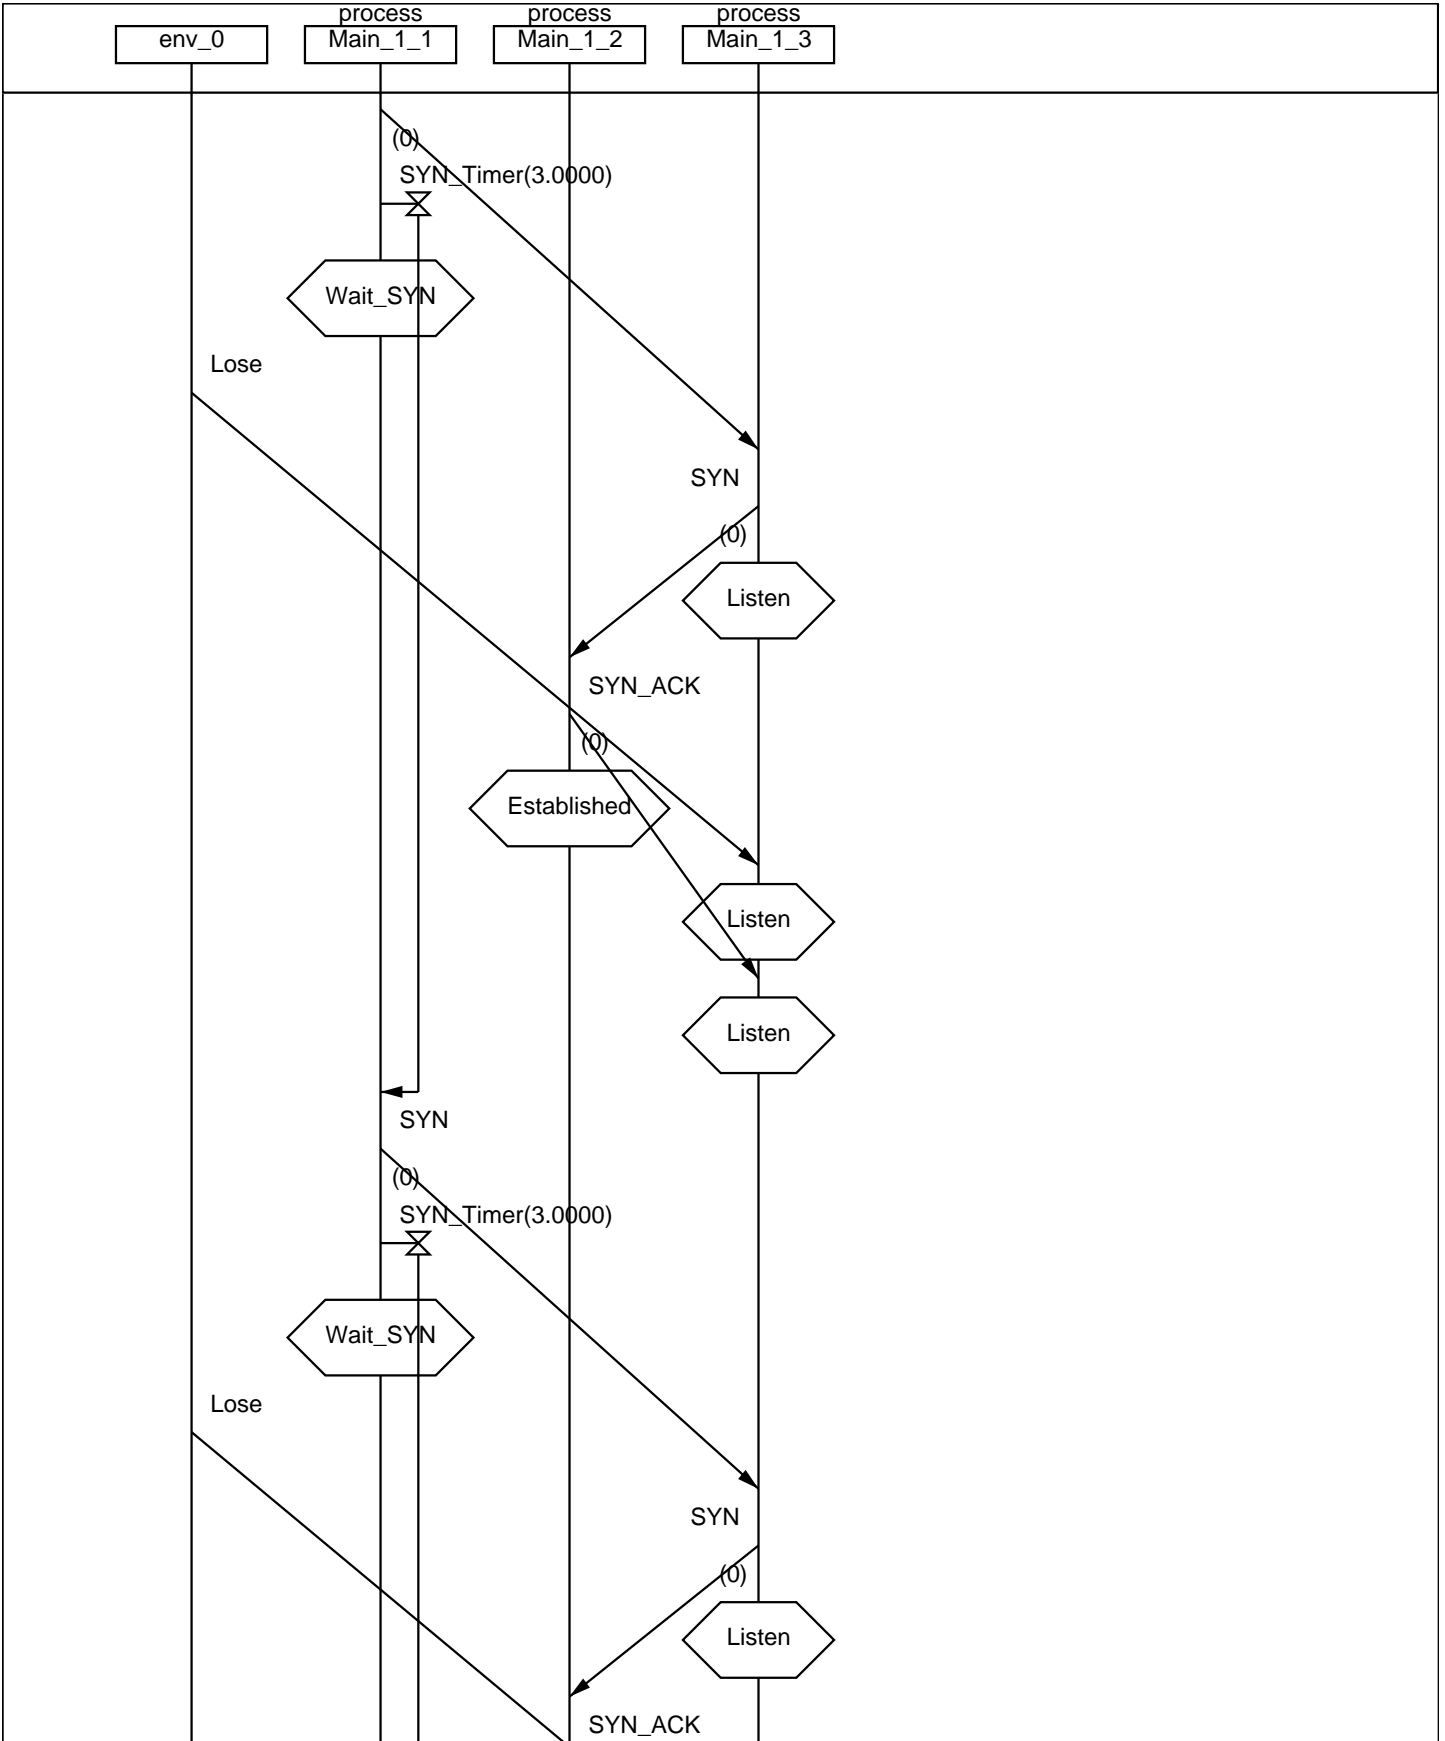 process process process
env_0 Main_1_1 Main_1_2 Main_1_3
(0)
SYN_Timer(3.0000)
Wait_SYN
Lose
SYN
(0)
Listen
SYN_ACK
(0)
Established
Listen
Listen
SYN
(0)
SYN_Timer(3.0000)
Wait_SYN
Lose
SYN
(0)
Listen
SYN_ACK